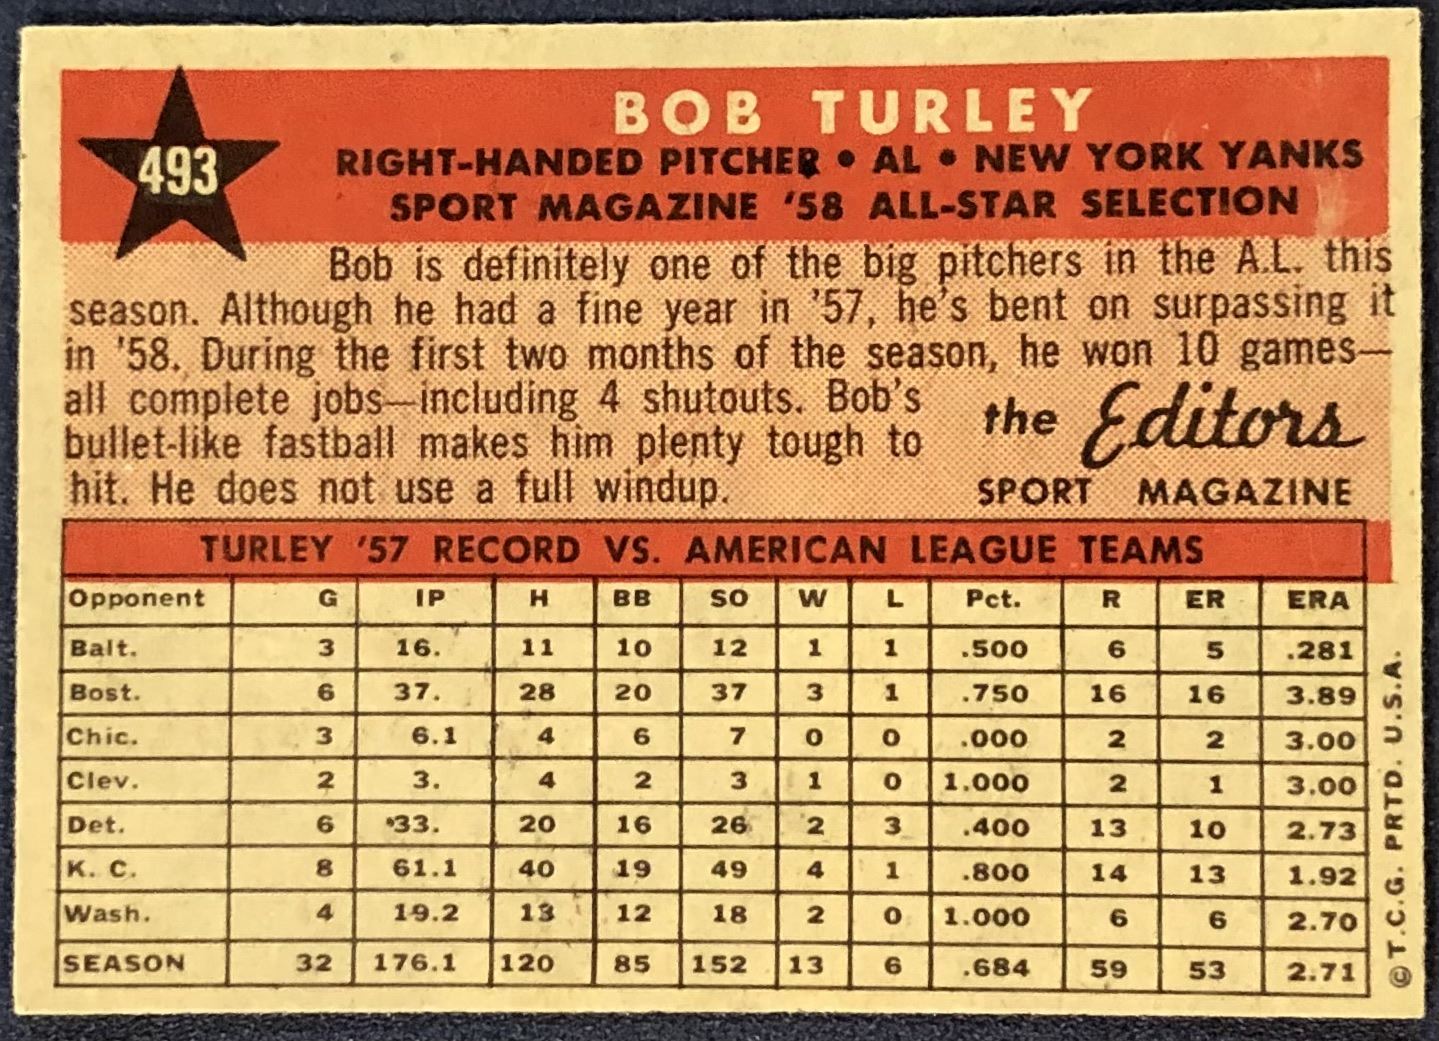 493
BOB TURLEY
RIGHT-HANDED PITCHER • AL • NEW YORK YANKS
SPORT MAGAZINE '58 ALL-STAR SELECTION
Bob is definitely one of the big pitchers in the A.L. this
season. Although he had a fine year in '57, he's bent on surpassing it
in '58. During the first two months of the season, he won 10 games—
all complete jobs—including 4 shutouts. Bob's
bullet-like fastball makes him plenty tough to
hit. He does not use a full windup.
the Editors
SPORT MAGAZINE
TURLEY '57 RECORD VS. AMERICAN LEAGUE TEAMS
Opponent G IP H BB SO W L Pct. R ER ERA
Balt. 3 16. 11 10 12 1 1 .500 6 5 .281
Bost. 6 37. 28 20 37 3 1 .750 16 16 3.89
Chic. 3 6.1 4 6 7 0 0 .000 2 2 3.00
Clev. 2 3. 4 2 3 1 0 1.000 2 1 3.00
Det. 6 33. 20 16 26 2 3 .400 13 10 2.73
K. C. 8 61.1 40 19 49 4 1 .800 14 13 1.92
Wash. 4 19.2 13 12 18 2 0 1.000 6 6 2.70
SEASON 32 176.1 120 85 152 13 6 .684 59 53 2.71
© T.C.G. PRTD. U.S.A.